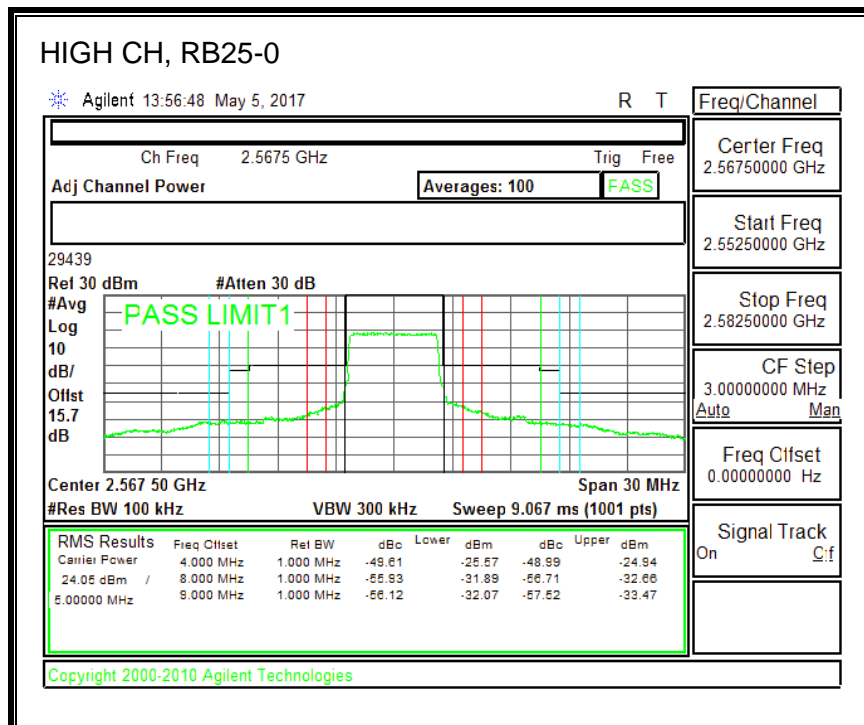 HIGH CH, RB25-0
Agilent 13:56:48 May 5, 2017 R T
Ch Freq 2.5675 GHz Trig Free
Adj Channel Power Averages: 100 PASS
29439
Ref 30 dBm #Atten 30 dB
#Avg
Log
10
dB/
Offst
15.7
dB
PASS LIMIT1
Center 2.567 50 GHz Span 30 MHz
#Res BW 100 kHz VBW 300 kHz Sweep 9.067 ms (1001 pts)
RMS Results Freq Offset Ref BW dBc Lower dBm dBc Upper dBm
Carrier Power 4.000 MHz 1.000 MHz -49.61 -25.57 -48.99 -24.94
24.05 dBm / 8.000 MHz 1.000 MHz -55.93 -31.89 -56.71 -32.66
5.00000 MHz 9.000 MHz 1.000 MHz -56.12 -32.07 -57.52 -33.47
Copyright 2000-2010 Agilent Technologies
Freq/Channel
Center Freq
2.56750000 GHz
Start Freq
2.55250000 GHz
Stop Freq
2.58250000 GHz
CF Step
3.00000000 MHz
Auto Man
Freq Offset
0.00000000 Hz
Signal Track
On Off